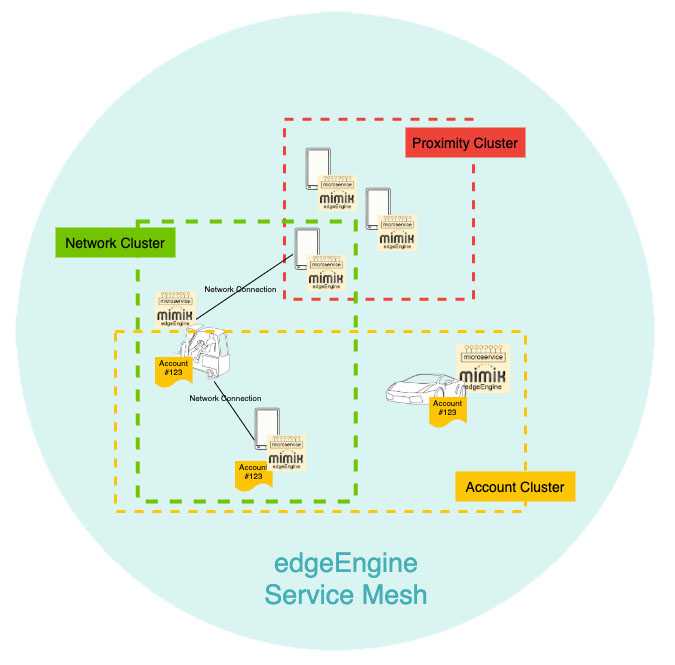 Proximity Cluster
microservice
mimik
edgeEngine
microservice
mimik
edgeEngine
Network Cluster
microservice
mimik
edgeEngine
Network Connection
microservice
mimik
edgeEngine
Account
#123
microservice
mimik
edgeEngine
Account
#123
Network Connection
microservice
mimik
edgeEngine
Account
#123
Account Cluster
edgeEngine
Service Mesh